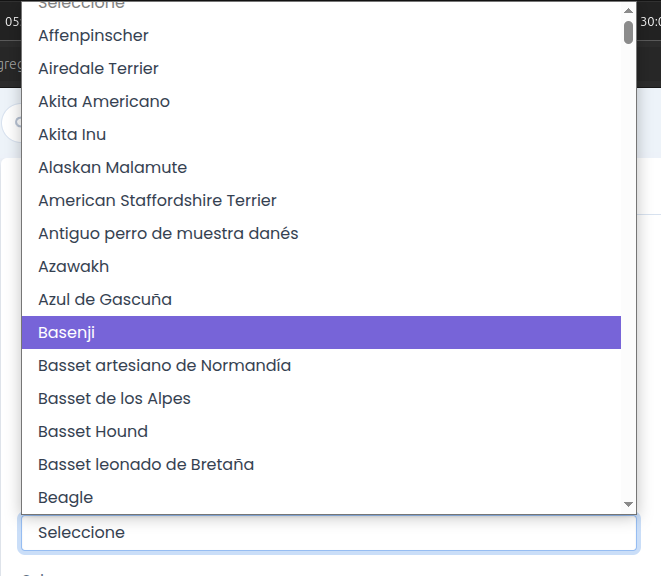 Seleccione
05:
30:0
greg
Affenpinscher
Airedale Terrier
Akita Americano
Akita Inu
Alaskan Malamute
American Staffordshire Terrier
Antiguo perro de muestra danés
Azawakh
Azul de Gascuña
Basenji
Basset artesiano de Normandía
Basset de los Alpes
Basset Hound
Basset leonado de Bretaña
Beagle
Seleccione